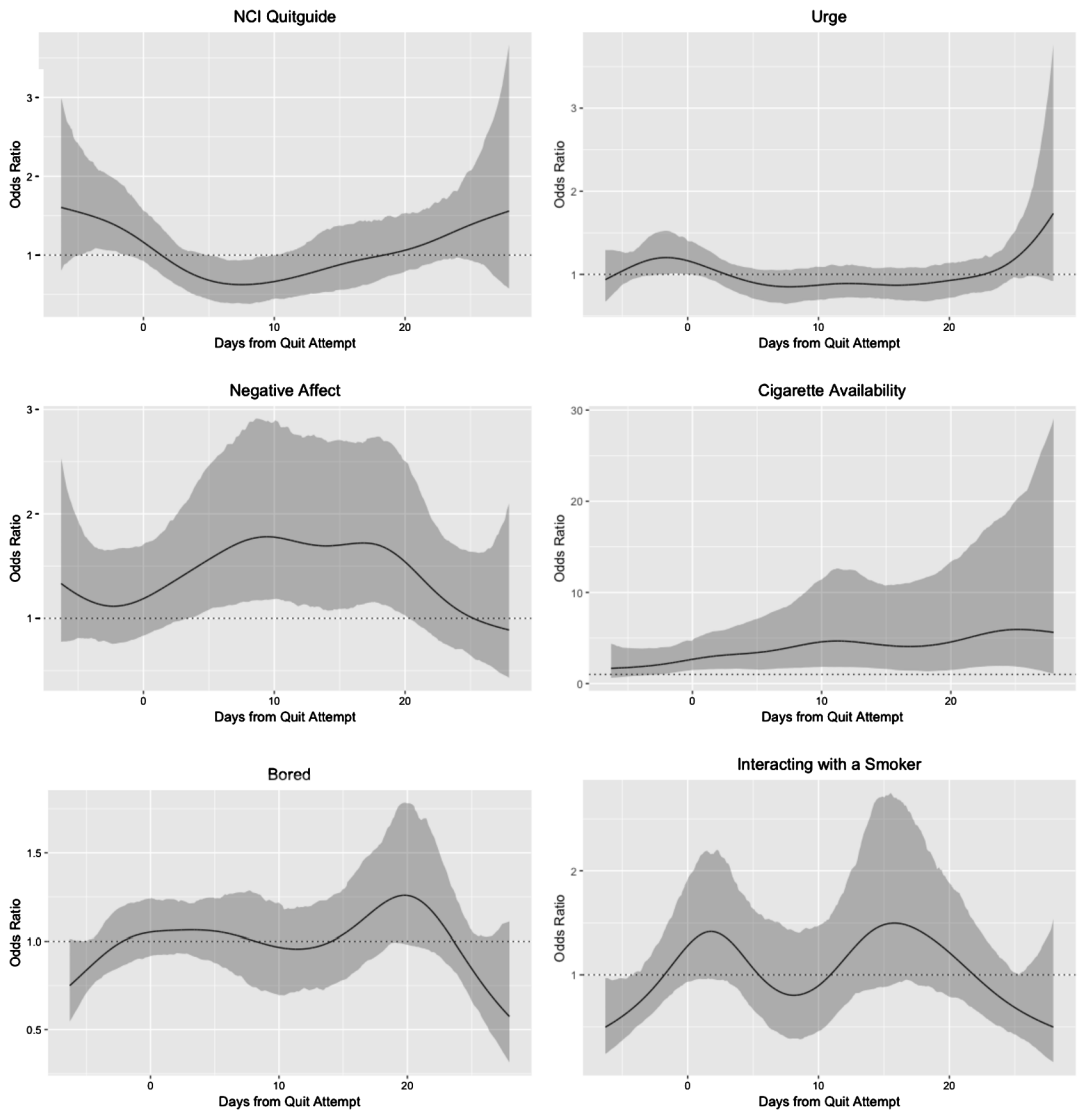 NCI Quitguide
Odds Ratio
3
2
1
0 10 20
Days from Quit Attempt
Urge
Odds Ratio
3
2
1
0 10 20
Days from Quit Attempt
Negative Affect
Odds Ratio
3
2
1
0 10 20
Days from Quit Attempt
Cigarette Availability
Odds Ratio
30
20
10
0
0 10 20
Days from Quit Attempt
Bored
Odds Ratio
1.5
1.0
0.5
0 10 20
Days from Quit Attempt
Interacting with a Smoker
Odds Ratio
2
1
0 10 20
Days from Quit Attempt